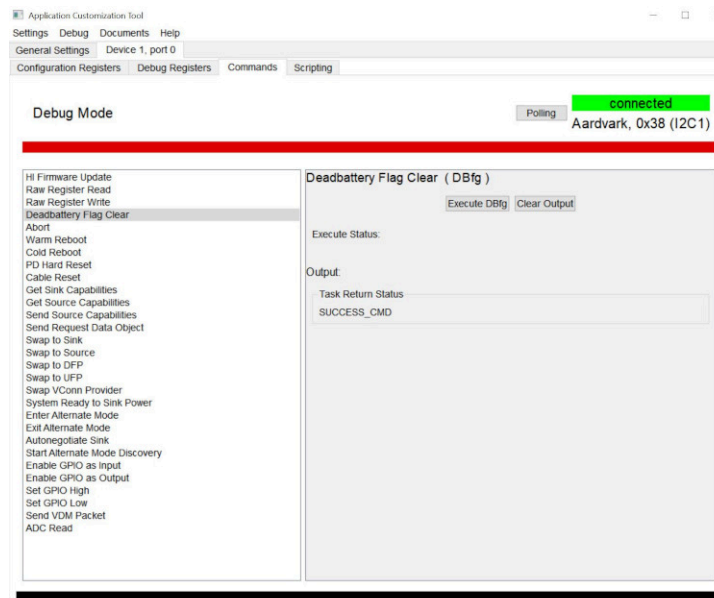 Application Customization Tool
Settings Debug Documents Help
General Settings Device 1, port 0
Configuration Registers Debug Registers Commands Scripting
Debug Mode
Polling
connected
Aardvark, 0x38 (I2C1)
HI Firmware Update
Raw Register Read
Raw Register Write
Deadbattery Flag Clear
Abort
Warm Reboot
Cold Reboot
PD Hard Reset
Cable Reset
Get Sink Capabilities
Get Source Capabilities
Send Source Capabilities
Send Request Data Object
Swap to Sink
Swap to Source
Swap to DFP
Swap to UFP
Swap VConn Provider
System Ready to Sink Power
Enter Alternate Mode
Exit Alternate Mode
Autonegotiate Sink
Start Alternate Mode Discovery
Enable GPIO as Input
Enable GPIO as Output
Set GPIO High
Set GPIO Low
Send VDM Packet
ADC Read
Deadbattery Flag Clear ( DBfg )
Execute DBfg Clear Output
Execute Status:
Output:
Task Return Status
SUCCESS_CMD